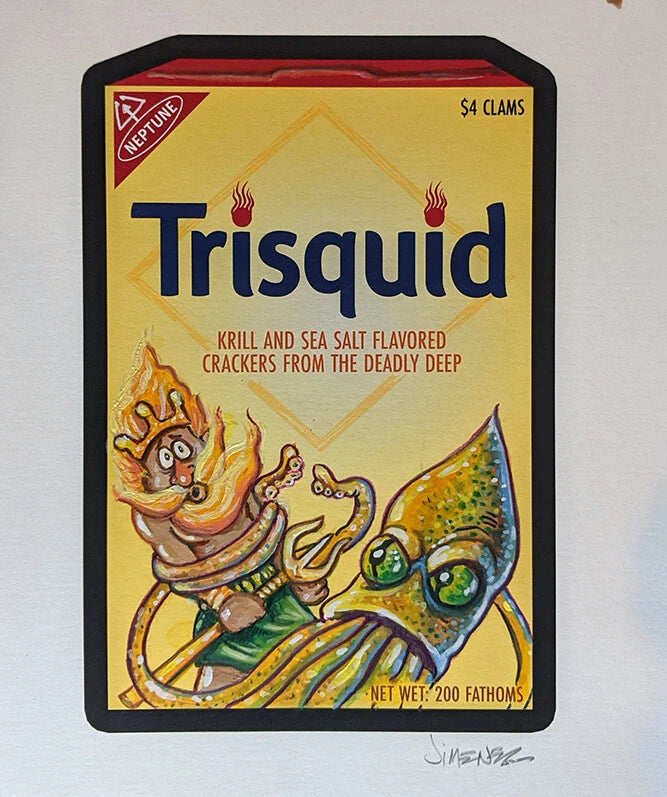 NEPTUNE
$4 CLAMS
Trisquid
KRILL AND SEA SALT FLAVORED
CRACKERS FROM THE DEADLY DEEP
NET WET: 200 FATHOMS
JIMENEZ